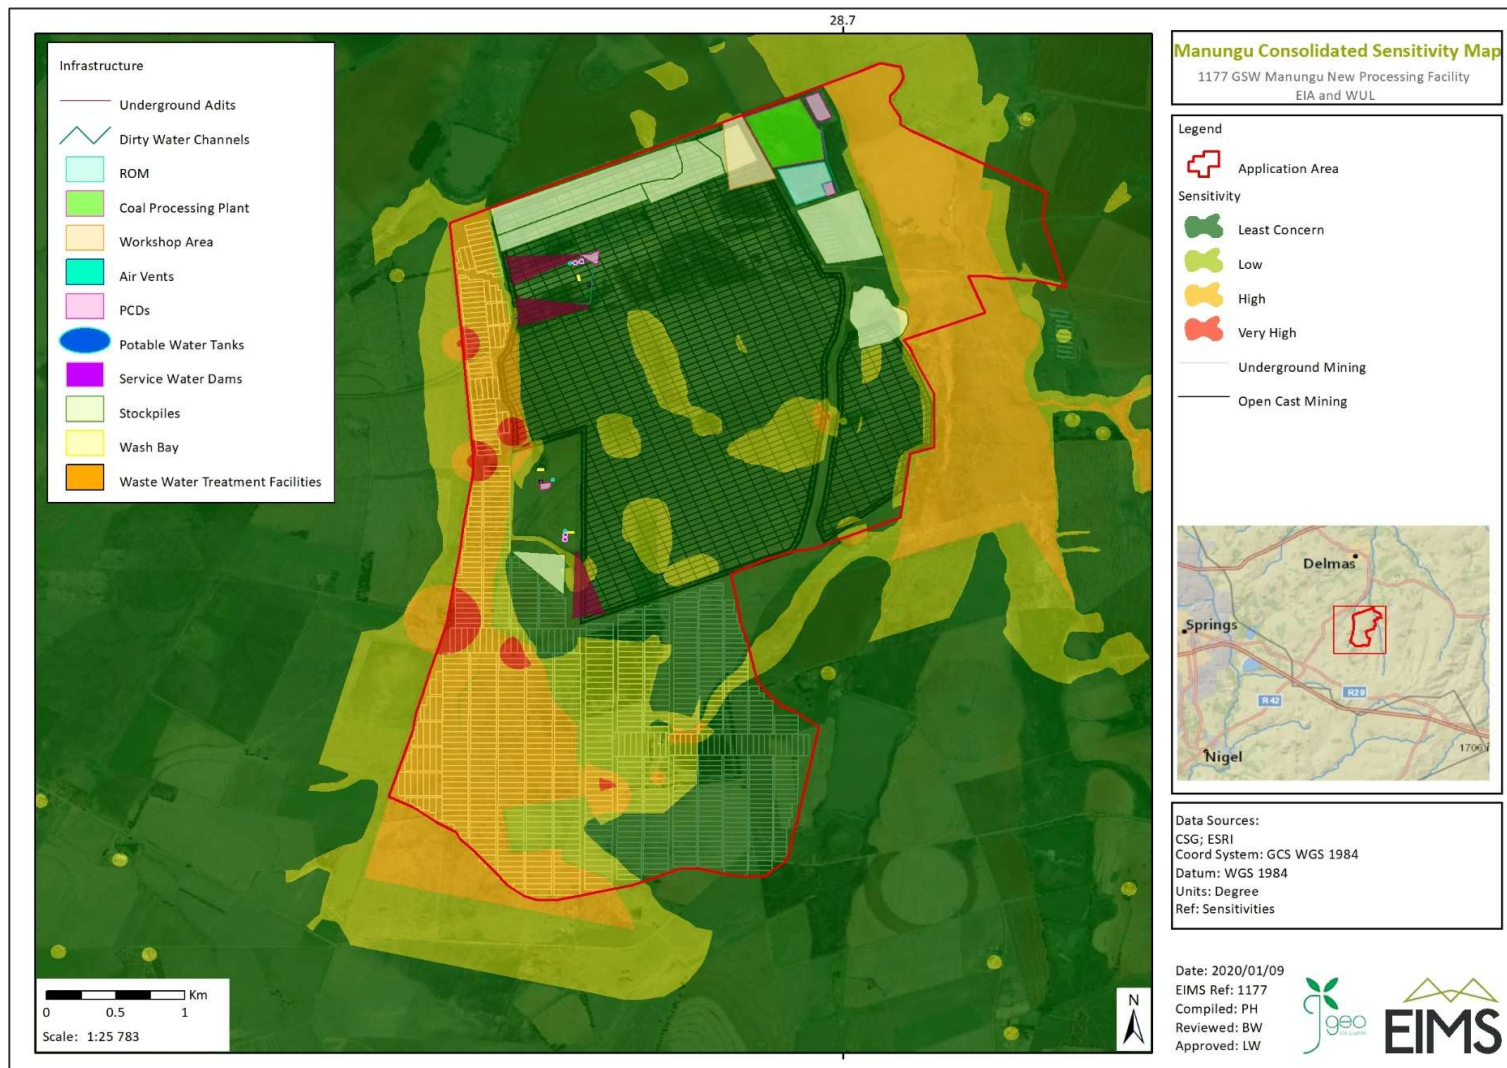 28.7
Infrastructure
Underground Adits
Dirty Water Channels
ROM
Coal Processing Plant
Workshop Area
Air Vents
PCDs
Potable Water Tanks
Service Water Dams
Stockpiles
Wash Bay
Waste Water Treatment Facilities
Km
0 0.5 1
Scale: 1:25 783
N
Manungu Consolidated Sensitivity Map
1177 GSW Manungu New Processing Facility
EIA and WUL
Legend
Application Area
Sensitivity
Least Concern
Low
High
Very High
Underground Mining
Open Cast Mining
Delmas
Springs
R 42
R29
Nigel
Data Sources:
CSG; ESRI
Coord System: GCS WGS 1984
Datum: WGS 1984
Units: Degree
Ref: Sensitivities
Date: 2020/01/09
EIMS Ref: 1177
Compiled: PH
Reviewed: BW
Approved: LW
geo
EIMS